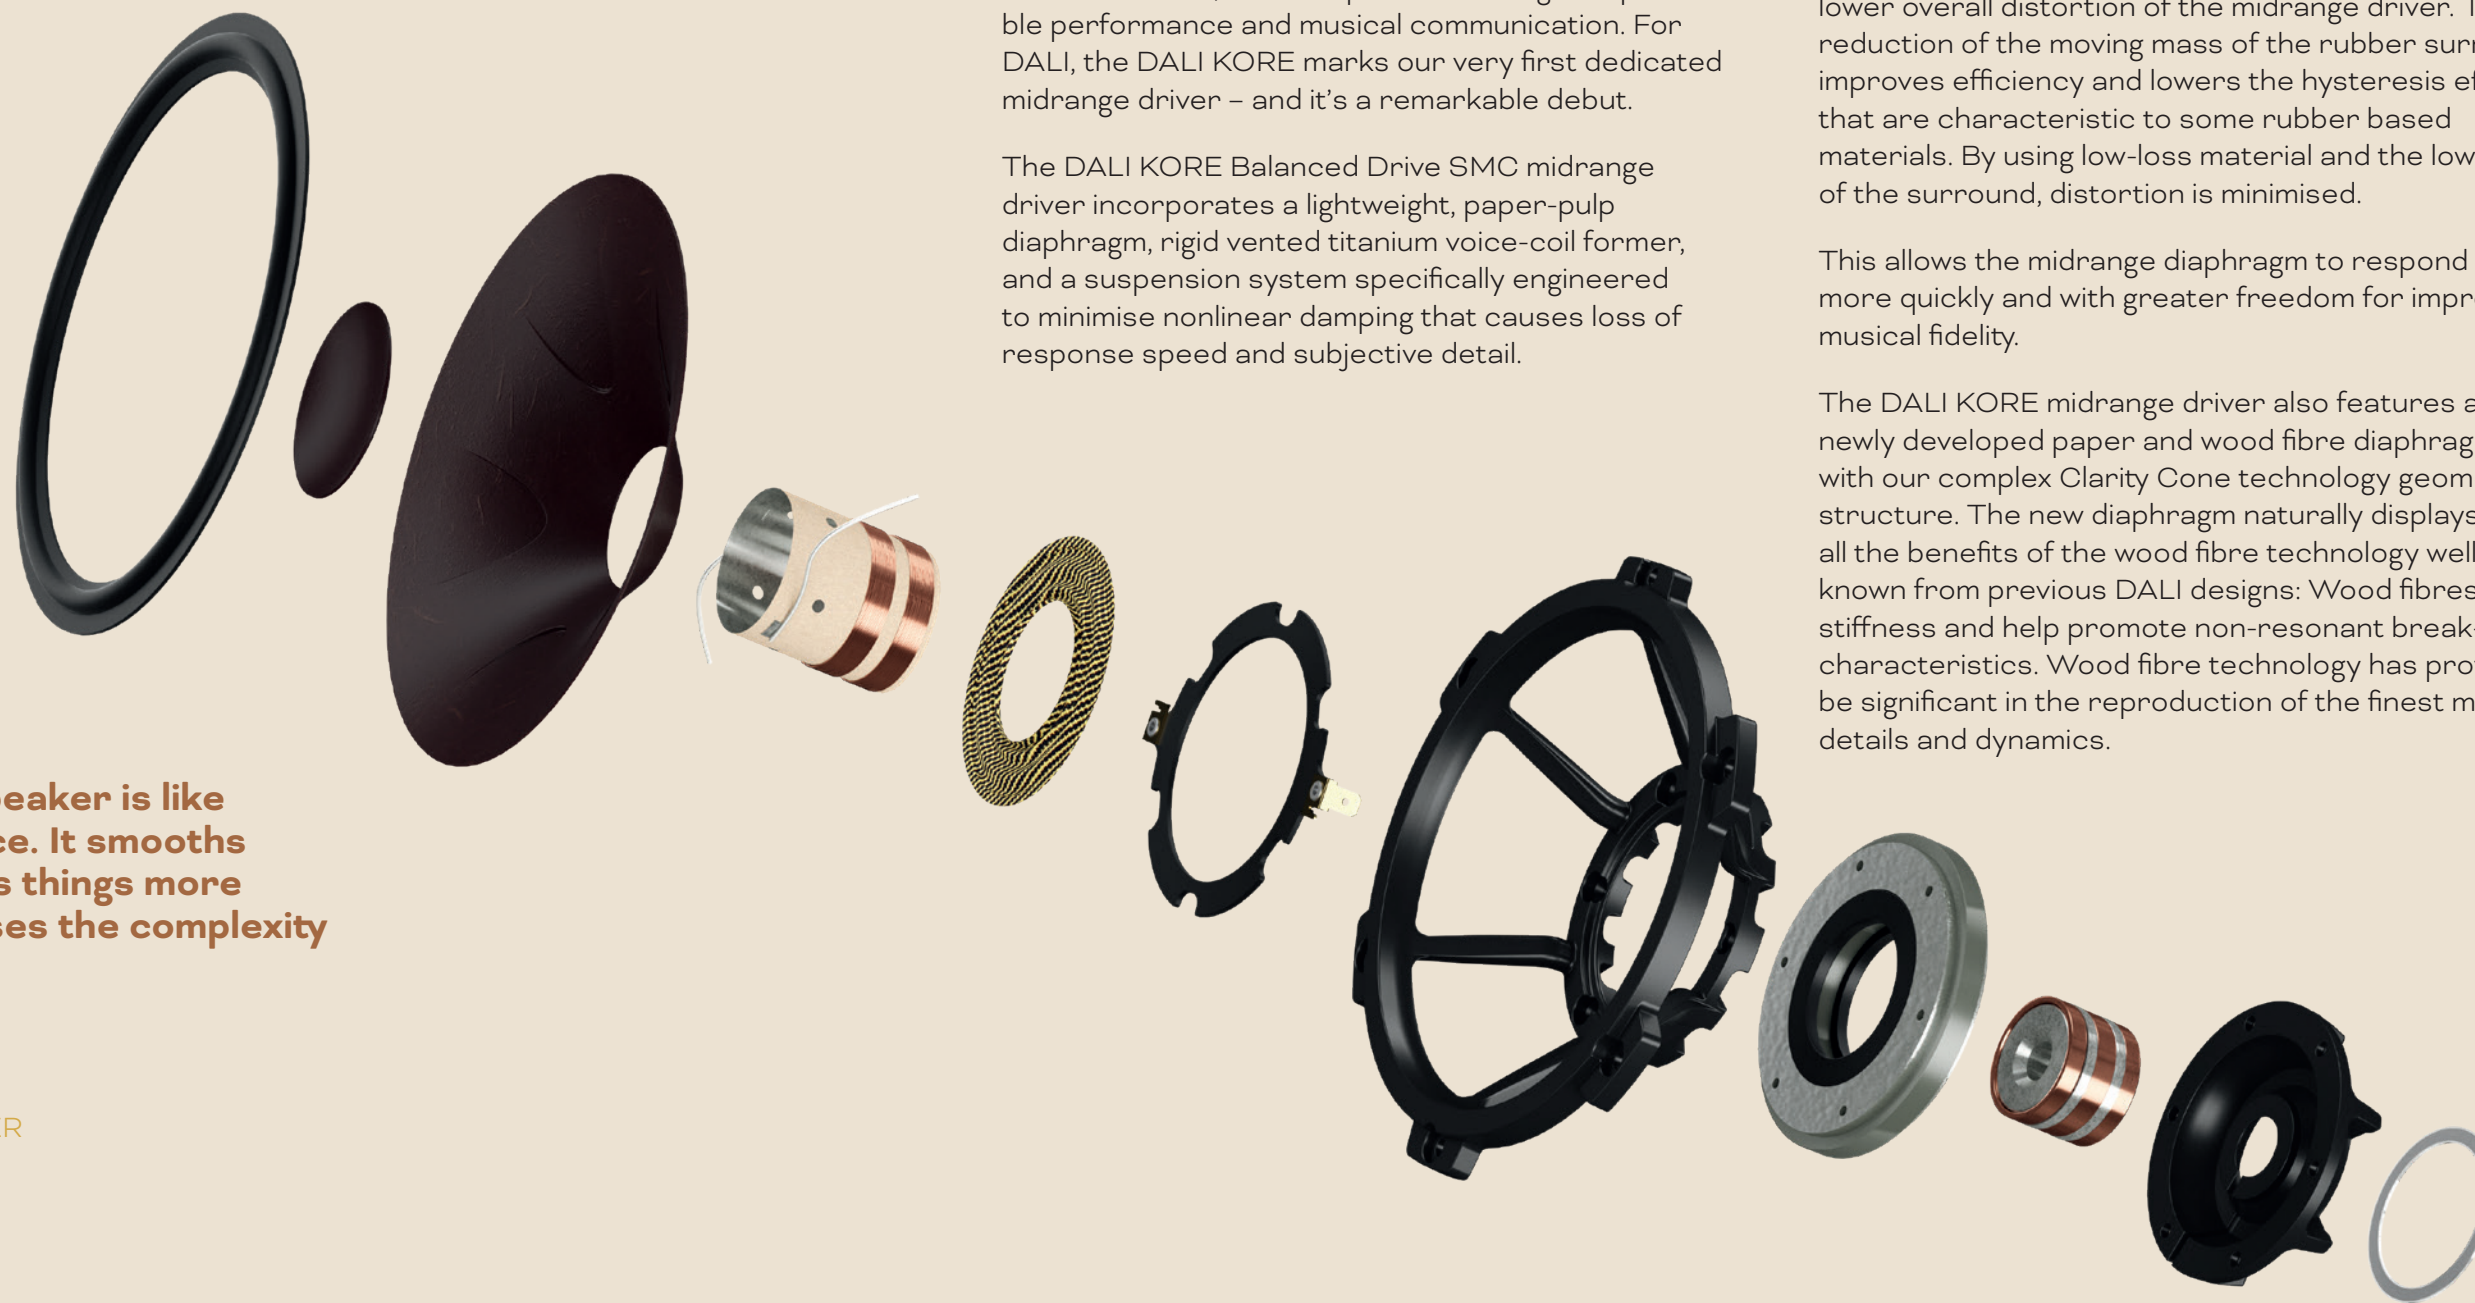 ble performance and musical communication. For
DALI, the DALI KORE marks our very first dedicated
midrange driver – and it's a remarkable debut.
The DALI KORE Balanced Drive SMC midrange
driver incorporates a lightweight, paper-pulp
diaphragm, rigid vented titanium voice-coil former,
and a suspension system specifically engineered
to minimise nonlinear damping that causes loss of
response speed and subjective detail.
lower overall distortion of the midrange driver.
reduction of the moving mass of the rubber
improves efficiency and lowers the hysteresis
that are characteristic to some rubber based
materials. By using low-loss material and the low
of the surround, distortion is minimised.
This allows the midrange diaphragm to respond
more quickly and with greater freedom for
musical fidelity.
The DALI KORE midrange driver also features a
newly developed paper and wood fibre
with our complex Clarity Cone technology
structure. The new diaphragm naturally displays
all the benefits of the wood fibre technology well
known from previous DALI designs: Wood fibres
stiffness and help promote non-resonant break-
characteristics. Wood fibre technology has
be significant in the reproduction of the finest
details and dynamics.
peaker is like
ce. It smooths
s things more
ses the complexity
ER